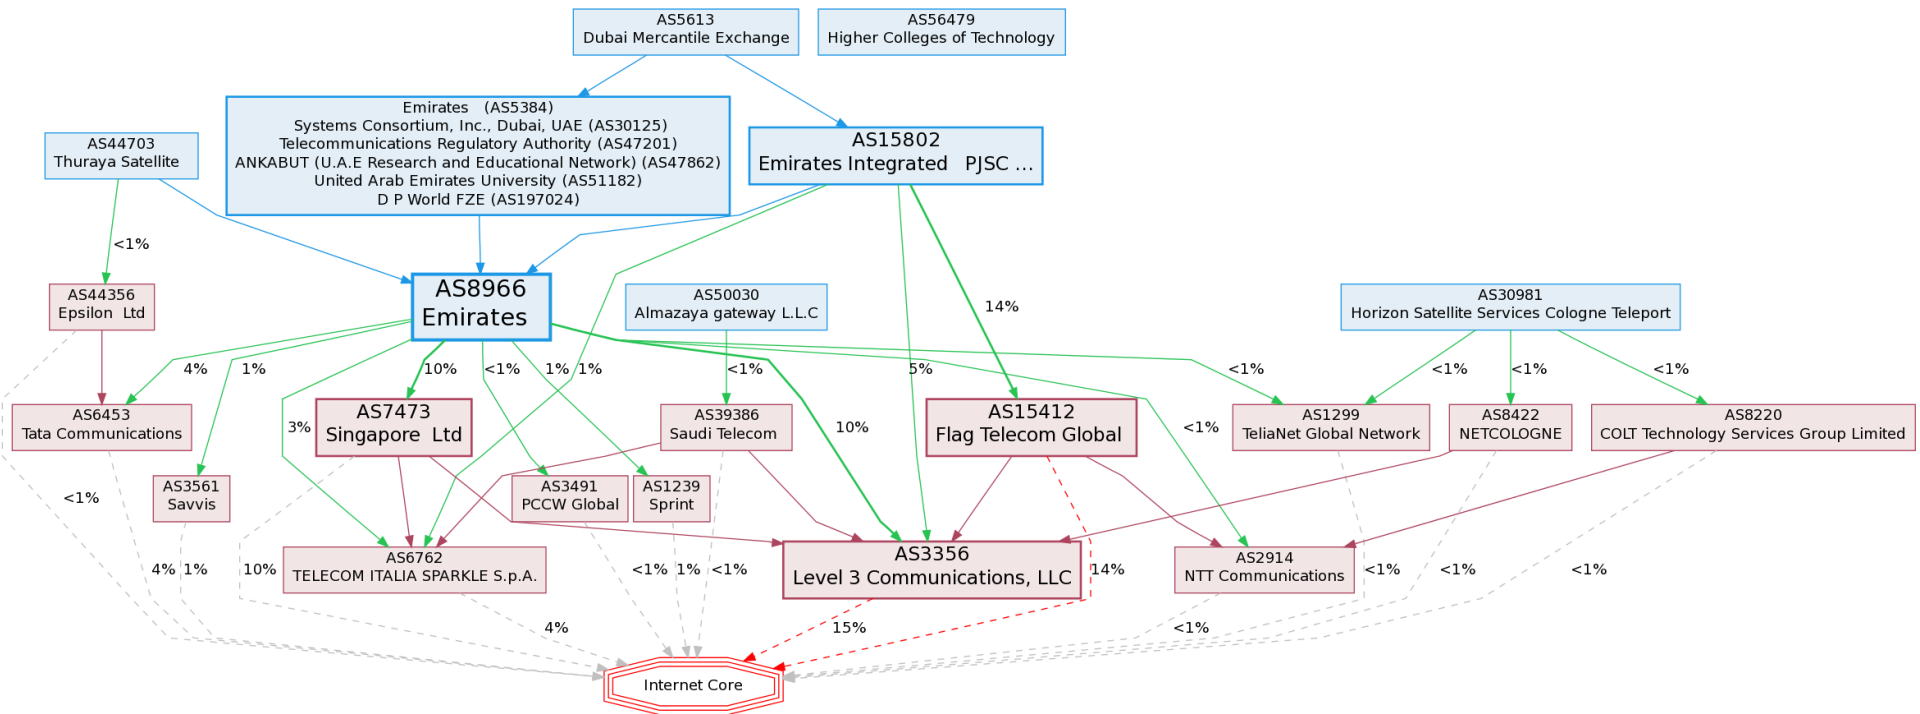 AS5613
Dubai Mercantile Exchange
AS56479
Higher Colleges of Technology
Emirates (AS5384)
Systems Consortium, Inc., Dubai, UAE (AS30125)
Telecommunications Regulatory Authority (AS47201)
ANKABUT (U.A.E Research and Educational Network) (AS47862)
United Arab Emirates University (AS51182)
D P World FZE (AS197024)
AS15802
Emirates Integrated PJSC ...
AS44703
Thuraya Satellite
<1%
AS44356
Epsilon Ltd
AS8966
Emirates
AS50030
Almazaya gateway L.L.C
14%
AS30981
Horizon Satellite Services Cologne Teleport
4%
1%
10%
<1%
1%
1%
<1%
5%
<1%
<1%
<1%
<1%
AS6453
Tata Communications
3%
AS7473
Singapore Ltd
AS39386
Saudi Telecom
10%
AS15412
Flag Telecom Global
<1%
AS1299
TeliaNet Global Network
AS8422
NETCOLOGNE
AS8220
COLT Technology Services Group Limited
<1%
AS3561
Savvis
AS3491
PCCW Global
AS1239
Sprint
4%
1%
10%
AS6762
TELECOM ITALIA SPARKLE S.p.A.
<1%
1%
<1%
AS3356
Level 3 Communications, LLC
14%
AS2914
NTT Communications
<1%
<1%
<1%
4%
15%
<1%
Internet Core